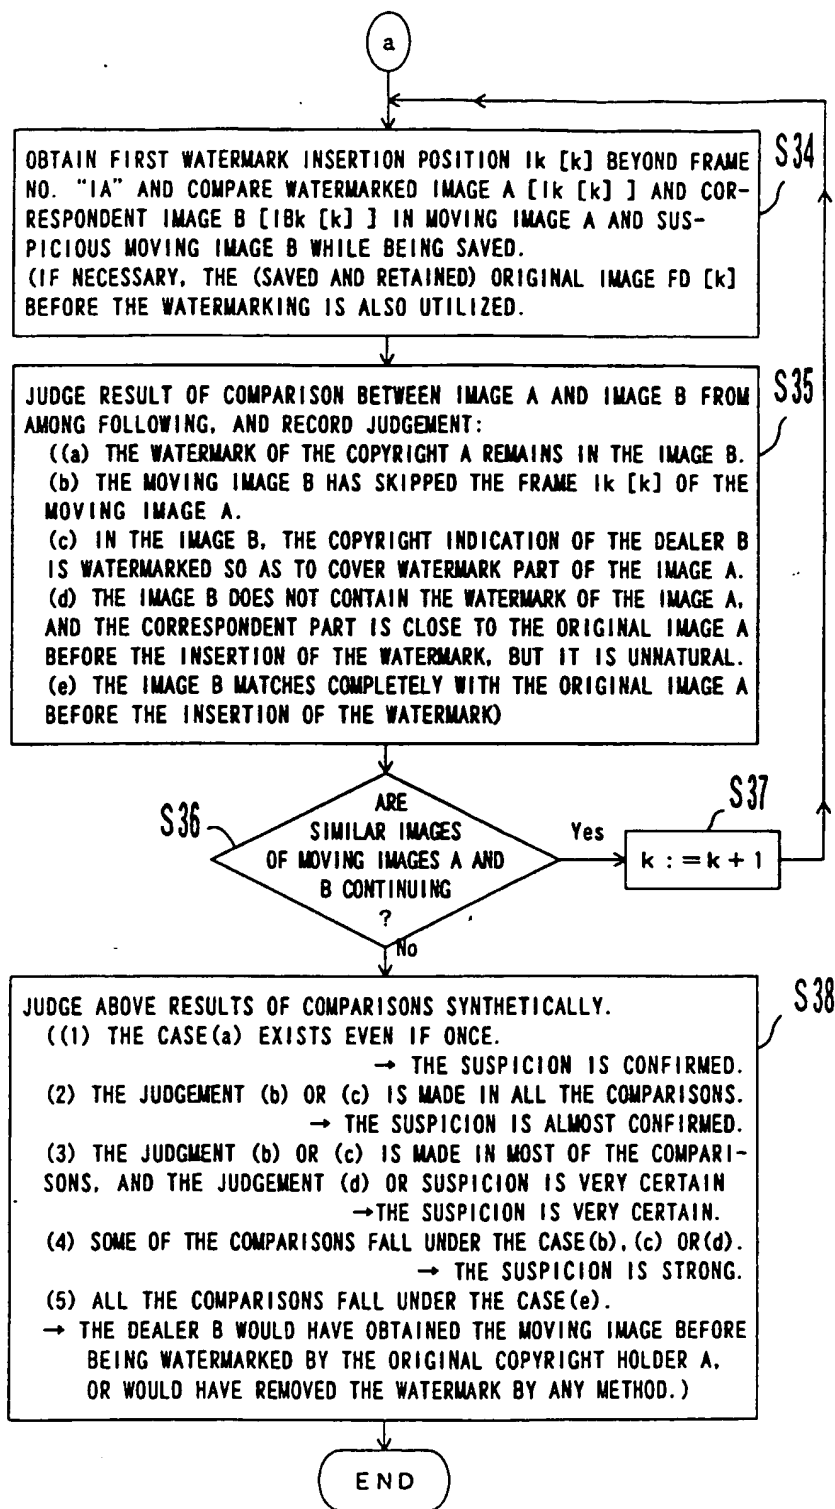 a
OBTAIN FIRST WATERMARK INSERTION POSITION Ik [k] BEYOND FRAME
NO. "IA" AND COMPARE WATERMARKED IMAGE A [Ik [k] ] AND COR-
RESPONDENT IMAGE B [IBk [k] ] IN MOVING IMAGE A AND SUS-
PICIOUS MOVING IMAGE B WHILE BEING SAVED.
(IF NECESSARY, THE (SAVED AND RETAINED) ORIGINAL IMAGE FD [k]
BEFORE THE WATERMARKING IS ALSO UTILIZED.
S34
JUDGE RESULT OF COMPARISON BETWEEN IMAGE A AND IMAGE B FROM
AMONG FOLLOWING, AND RECORD JUDGEMENT:
((a) THE WATERMARK OF THE COPYRIGHT A REMAINS IN THE IMAGE B.
(b) THE MOVING IMAGE B HAS SKIPPED THE FRAME Ik [k] OF THE
MOVING IMAGE A.
(c) IN THE IMAGE B, THE COPYRIGHT INDICATION OF THE DEALER B
IS WATERMARKED SO AS TO COVER WATERMARK PART OF THE IMAGE A.
(d) THE IMAGE B DOES NOT CONTAIN THE WATERMARK OF THE IMAGE A,
AND THE CORRESPONDENT PART IS CLOSE TO THE ORIGINAL IMAGE A
BEFORE THE INSERTION OF THE WATERMARK, BUT IT IS UNNATURAL.
(e) THE IMAGE B MATCHES COMPLETELY WITH THE ORIGINAL IMAGE A
BEFORE THE INSERTION OF THE WATERMARK)
S35
S36
ARE
SIMILAR IMAGES
OF MOVING IMAGES A AND
B CONTINUING
?
Yes
S37
k := k + 1
No
JUDGE ABOVE RESULTS OF COMPARISONS SYNTHETICALLY.
((1) THE CASE(a) EXISTS EVEN IF ONCE.
→ THE SUSPICION IS CONFIRMED.
(2) THE JUDGEMENT (b) OR (c) IS MADE IN ALL THE COMPARISONS.
→ THE SUSPICION IS ALMOST CONFIRMED.
(3) THE JUDGMENT (b) OR (c) IS MADE IN MOST OF THE COMPARI-
SONS, AND THE JUDGEMENT (d) OR SUSPICION IS VERY CERTAIN
→THE SUSPICION IS VERY CERTAIN.
(4) SOME OF THE COMPARISONS FALL UNDER THE CASE(b),(c) OR(d).
→ THE SUSPICION IS STRONG.
(5) ALL THE COMPARISONS FALL UNDER THE CASE(e).
→ THE DEALER B WOULD HAVE OBTAINED THE MOVING IMAGE BEFORE
BEING WATERMARKED BY THE ORIGINAL COPYRIGHT HOLDER A,
OR WOULD HAVE REMOVED THE WATERMARK BY ANY METHOD.)
S38
END